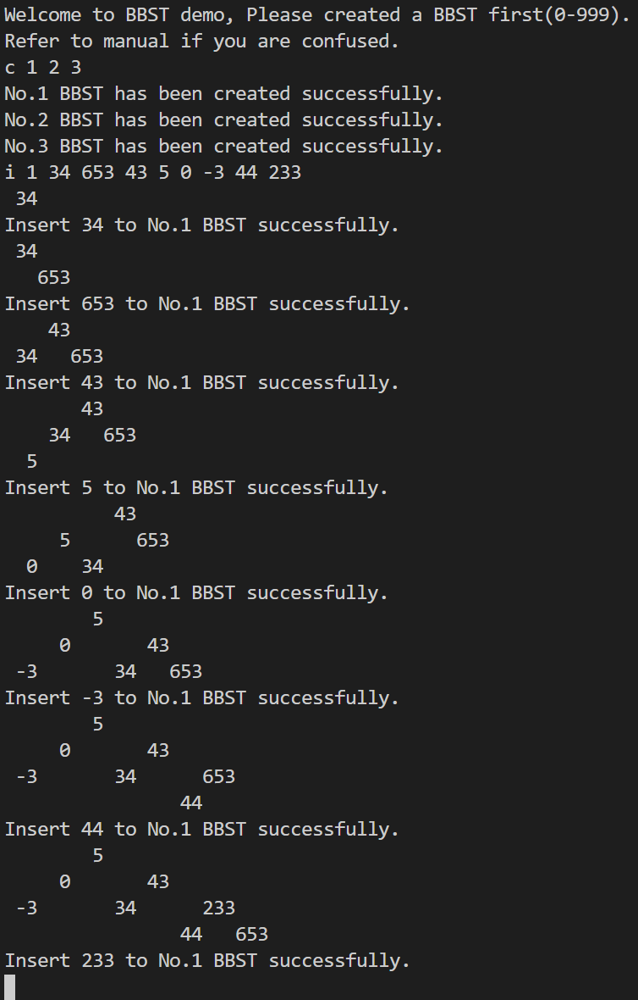 Welcome to BBST demo, Please created a BBST first(0-999).
Refer to manual if you are confused.
c 1 2 3
No.1 BBST has been created successfully.
No.2 BBST has been created successfully.
No.3 BBST has been created successfully.
i 1 34 653 43 5 0 -3 44 233
 34
Insert 34 to No.1 BBST successfully.
 34
   653
Insert 653 to No.1 BBST successfully.
    43
 34   653
Insert 43 to No.1 BBST successfully.
       43
    34   653
  5
Insert 5 to No.1 BBST successfully.
          43
     5      653
  0    34
Insert 0 to No.1 BBST successfully.
        5
     0       43
 -3       34   653
Insert -3 to No.1 BBST successfully.
        5
     0       43
 -3       34      653
                44
Insert 44 to No.1 BBST successfully.
        5
     0       43
 -3       34      233
                44   653
Insert 233 to No.1 BBST successfully.